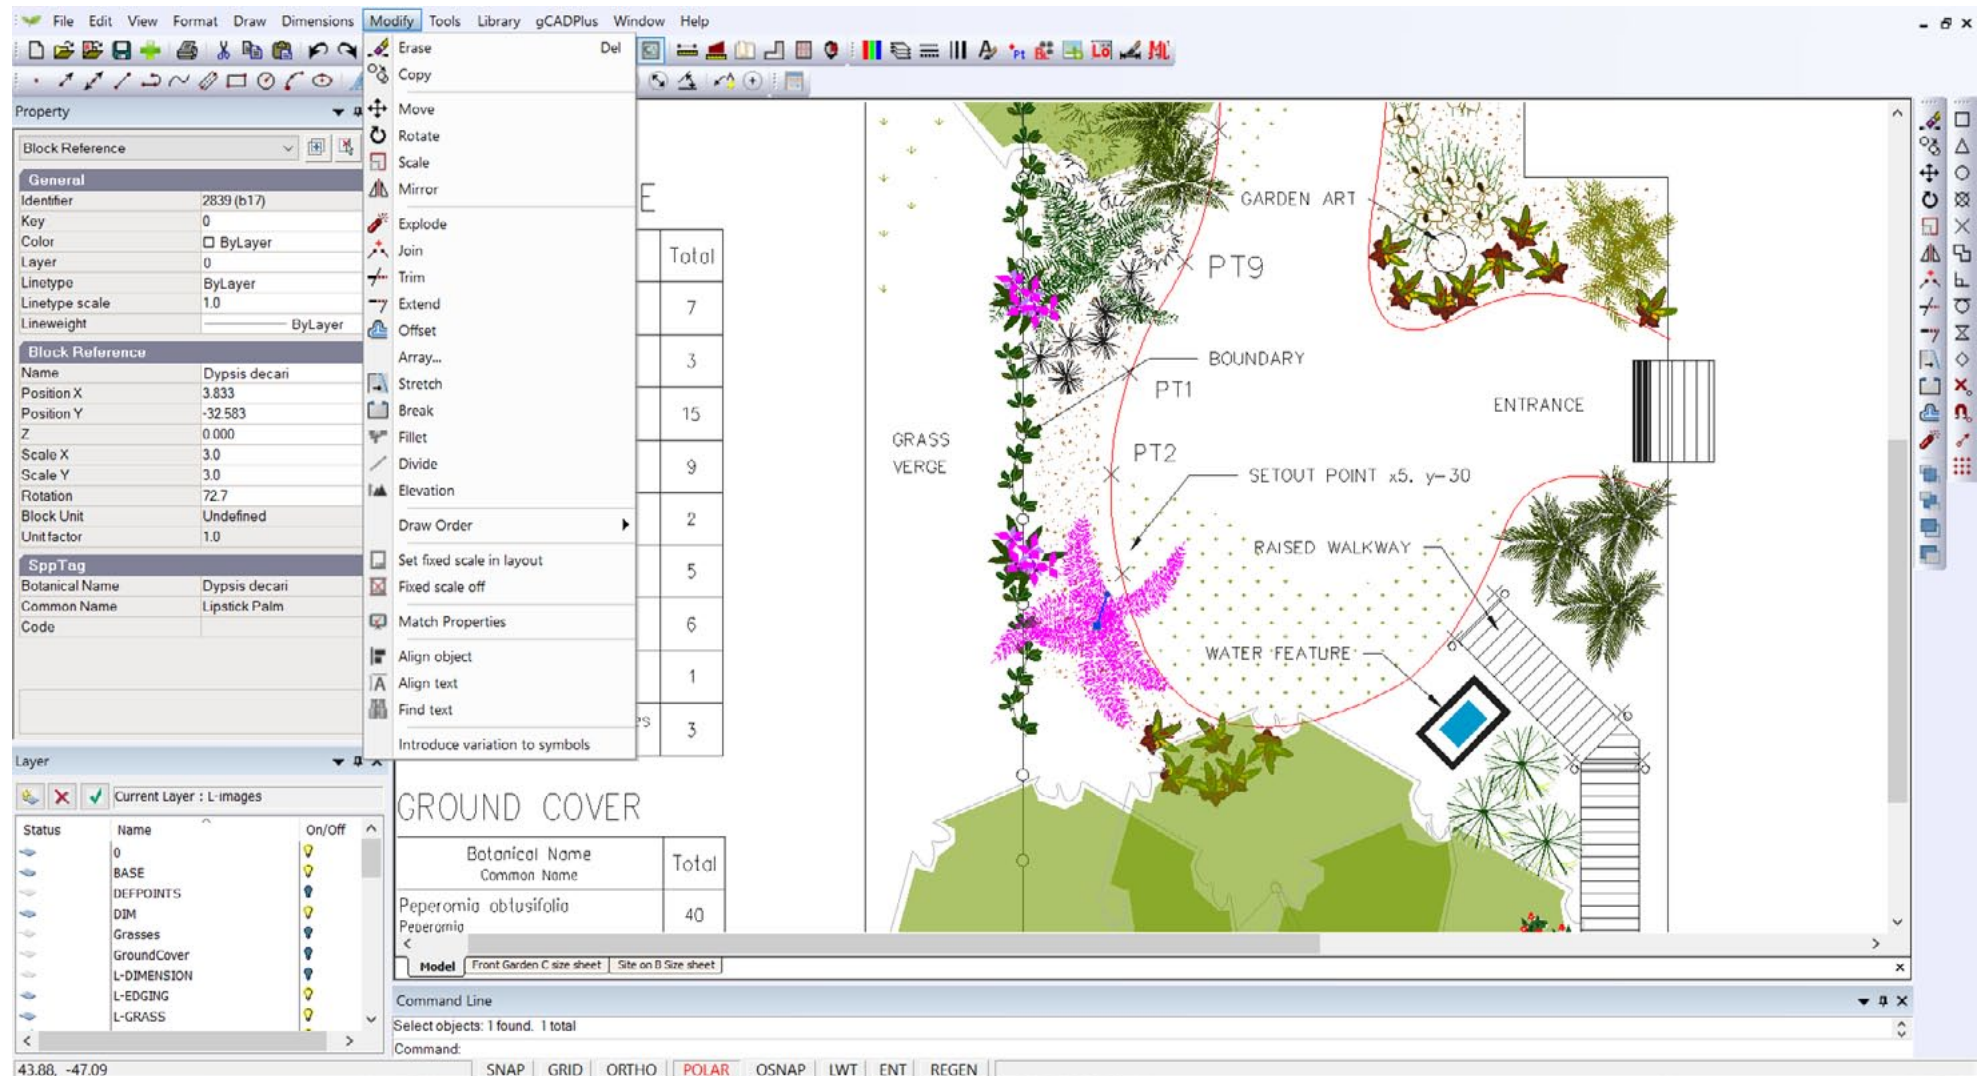 File Edit View Format Draw Dimensions Modify Tools Library gCADPlus Window Help
Property
Block Reference
General
Identifier 2839 (b17)
Key 0
Color ByLayer
Layer 0
Linetype ByLayer
Linetype scale 1.0
Lineweight ByLayer
Block Reference
Name Dypsis decari
Position X 3.833
Position Y -32.583
Z 0.000
Scale X 3.0
Scale Y 3.0
Rotation 72.7
Block Unit Undefined
Unit factor 1.0
SppTag
Botanical Name Dypsis decari
Common Name Lipstick Palm
Code
Erase Del
Copy
Move
Rotate
Scale
Mirror
Explode
Join
Trim
Extend
Offset
Array...
Stretch
Break
Fillet
Divide
Elevation
Draw Order
Set fixed scale in layout
Fixed scale off
Match Properties
Align object
Align text
Find text
Introduce variation to symbols
E
Total
7
3
15
9
2
5
6
1
es
3
GROUND COVER
Botanical Name
Common Name
Total
Peperomia obtusifolia
Peperomia
40
GARDEN ART
PT9
BOUNDARY
PT1
ENTRANCE
GRASS
VERGE
PT2
SETOUT POINT x5, y-30
RAISED WALKWAY
WATER FEATURE
Layer
Current Layer : L-images
Status Name On/Off
0
BASE
DEFPOINTS
DIM
Grasses
GroundCover
L-DIMENSION
L-EDGING
L-GRASS
Model Front Garden C size sheet Site on B Size sheet
Command Line
Select objects: 1 found. 1 total
Command:
43.88, -47.09 SNAP GRID ORTHO POLAR OSNAP LWT ENT REGEN